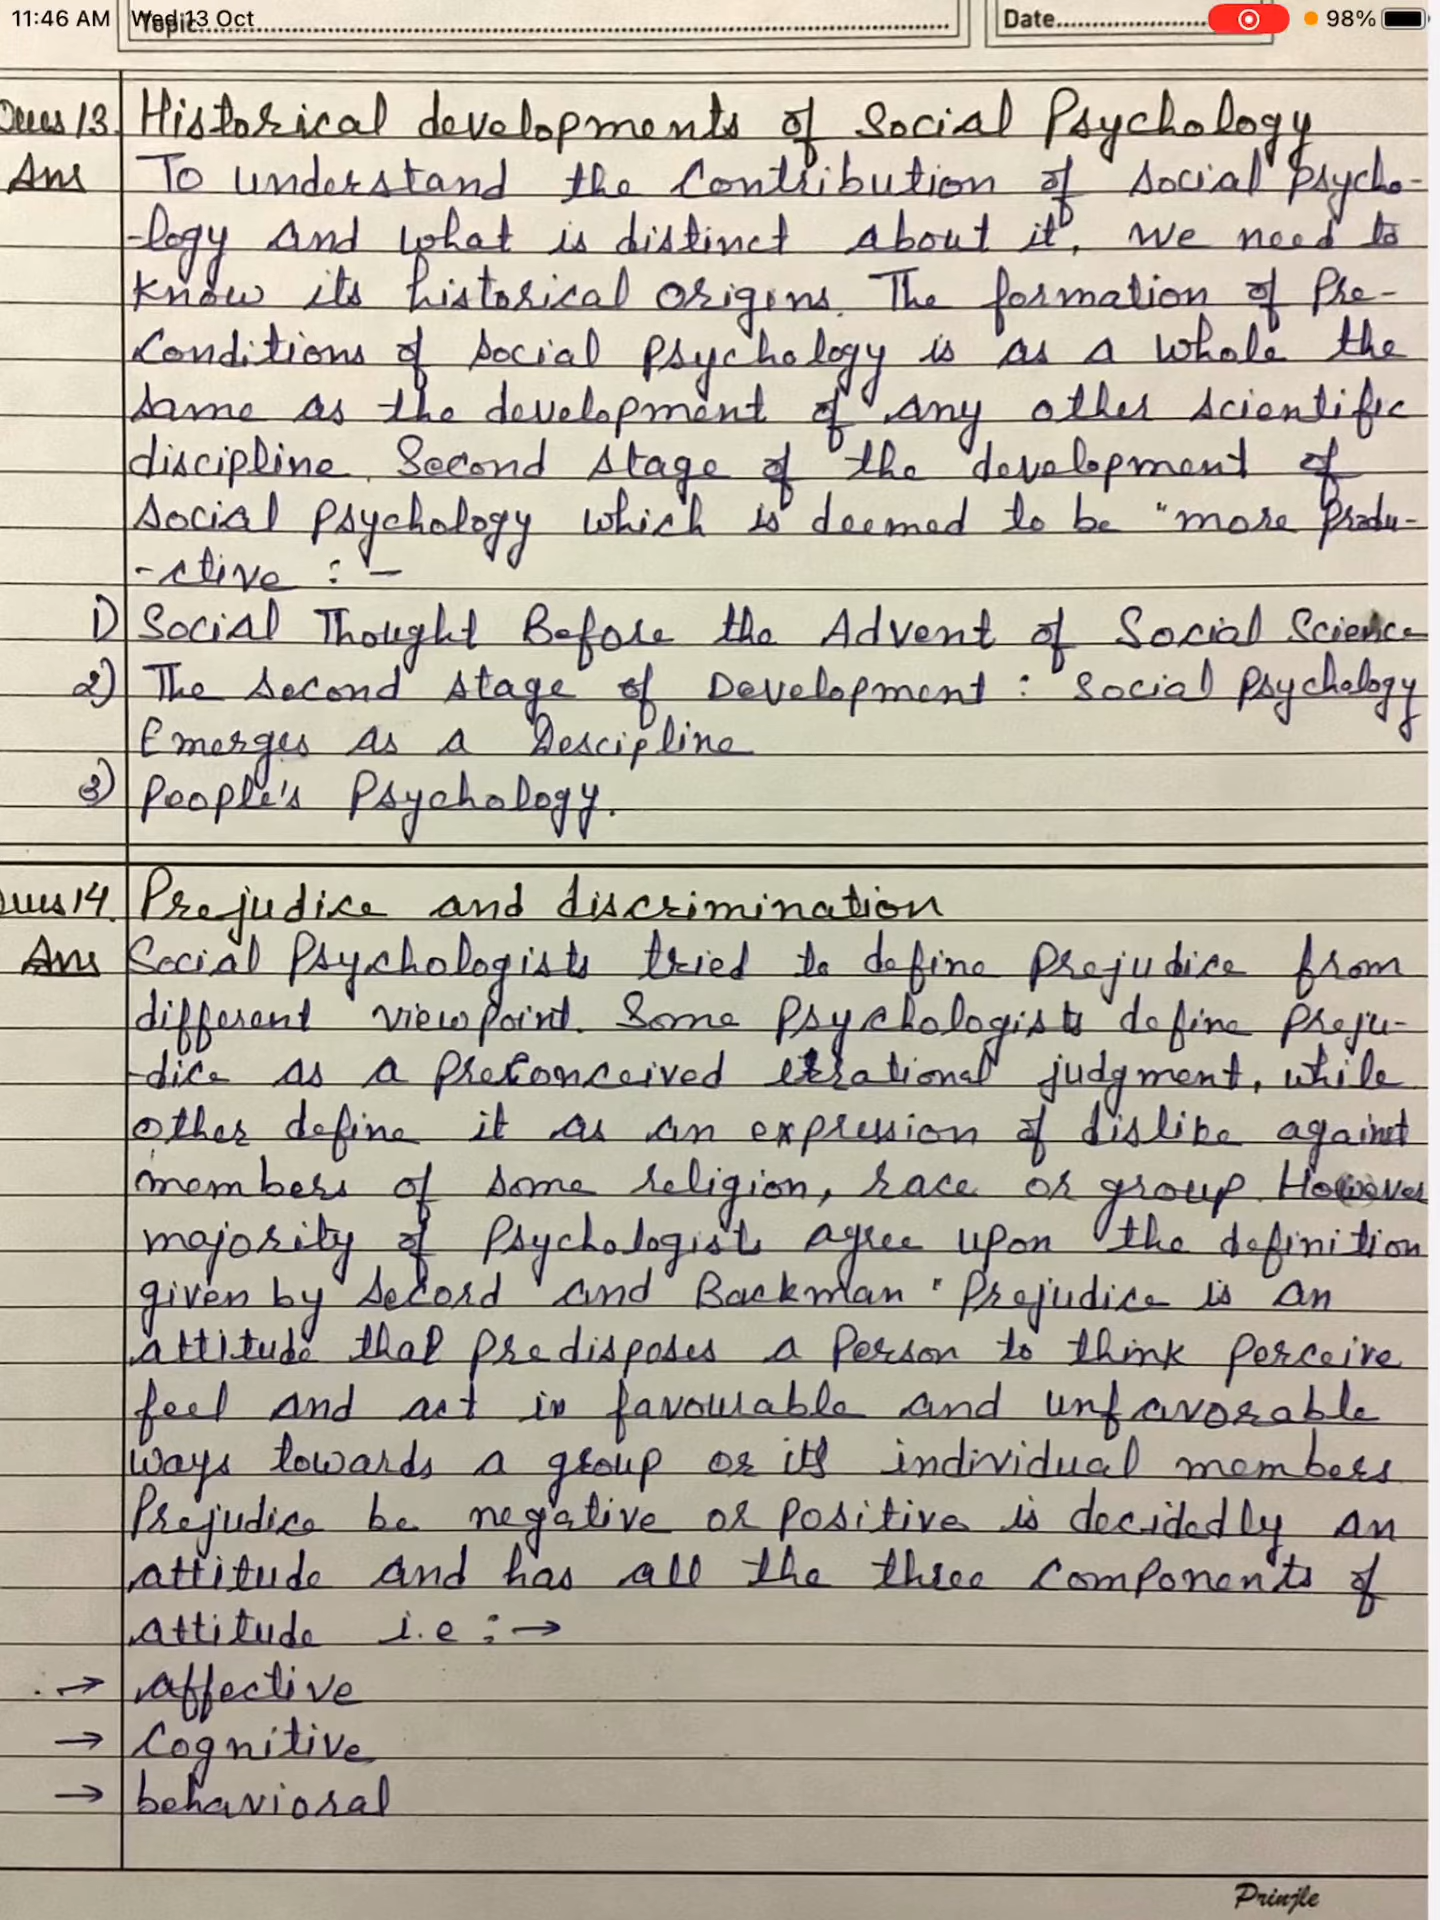 11:46 AM Wed 13 Oct
98%
Topic
Date
Ques 13. Historical developments of Social Psychology
Ans To understand the contribution of social psycho-
-logy and what is distinct about it, we need to
know its historical origins. The formation of pre-
conditions of social psychology is as a whole the
same as the development of any other scientific
discipline. Second stage of the development of
social psychology which is deemed to be "more produ-
-ctive : -
1) Social Thought Before the Advent of Social Science
2) The second stage of Development : Social Psychology
Emerges as a Descipline
3) People's Psychology.
Ques 14. Prejudice and discrimination
Ans Social Psychologists tried to define prejudice from
different viewpoint. Some psychologists define preju-
-dice as a preconceived irrational judgment, while
other define it as an expression of dislike against
members of some religion, race or group. However
majority of psychologists agree upon the definition
given by Secord and Backman "Prejudice is an
attitude that predisposes a person to think perceive
feel and act in favourable and unfavorable
ways towards a group or its individual members
Prejudice be negative or positive is decidedly an
attitude and has all the three components of
attitude i.e : →
→ affective
→ Cognitive
→ behavioral
Prinjle